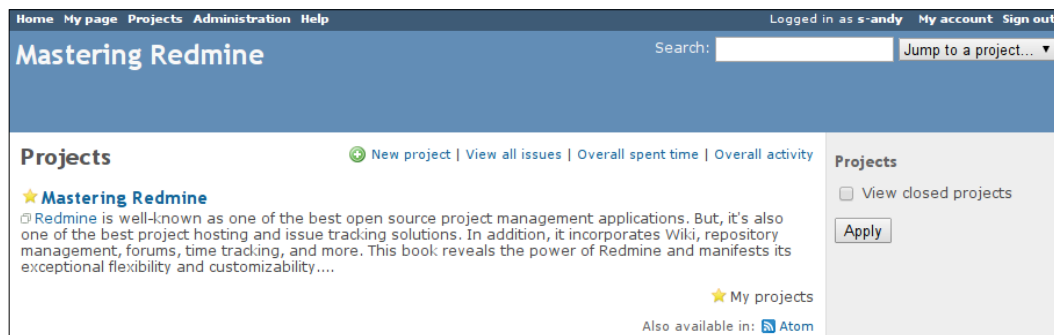 Home My page Projects Administration Help
Logged in as s-andy My account Sign out
Mastering Redmine
Search:
Jump to a project...
Projects
New project | View all issues | Overall spent time | Overall activity
Mastering Redmine
Redmine is well-known as one of the best open source project management applications. But, it's also
one of the best project hosting and issue tracking solutions. In addition, it incorporates Wiki, repository
management, forums, time tracking, and more. This book reveals the power of Redmine and manifests its
exceptional flexibility and customizability....
My projects
Also available in: Atom
Projects
View closed projects
Apply